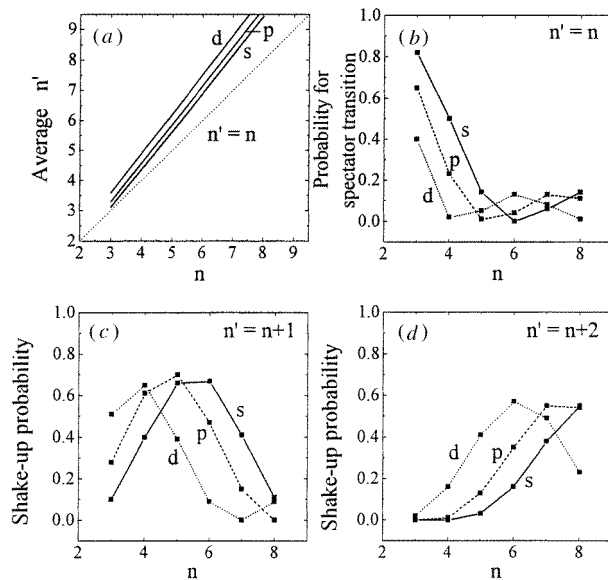 (a)
d
p
s
n' = n
Average n'
9
8
7
6
5
4
3
2
2 3 4 5 6 7 8 9
n
(b)
n' = n
s
p
d
Probability for
spectator transition
1.0
0.8
0.6
0.4
0.2
0.0
2 4 6 8
n
(c)
n' = n+1
s
p
d
Shake-up probability
1.0
0.8
0.6
0.4
0.2
0.0
2 4 6 8
n
(d)
n' = n+2
d
p
s
Shake-up probability
1.0
0.8
0.6
0.4
0.2
0.0
2 4 6 8
n